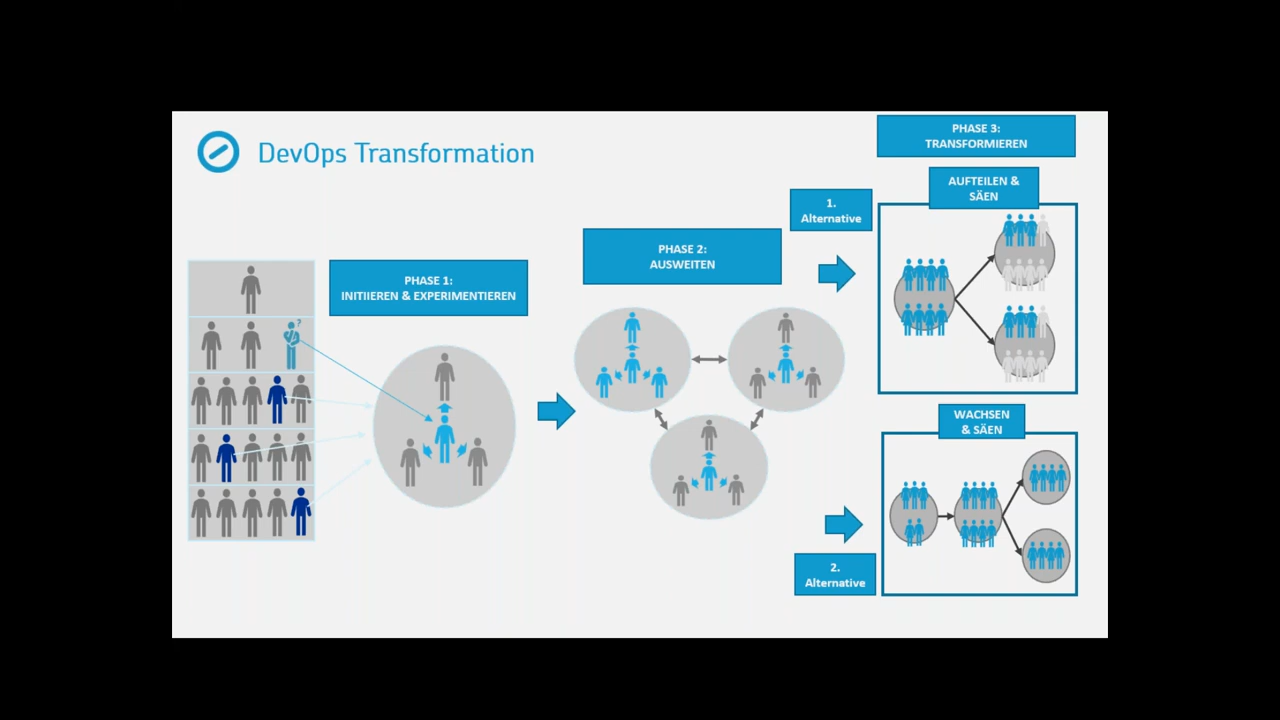 DevOps Transformation
PHASE 1:
INITIIEREN & EXPERIMENTIEREN
?
PHASE 2:
AUSWEITEN
1.
Alternative
PHASE 3:
TRANSFORMIEREN
AUFTEILEN &
SÄEN
WACHSEN
& SÄEN
2.
Alternative